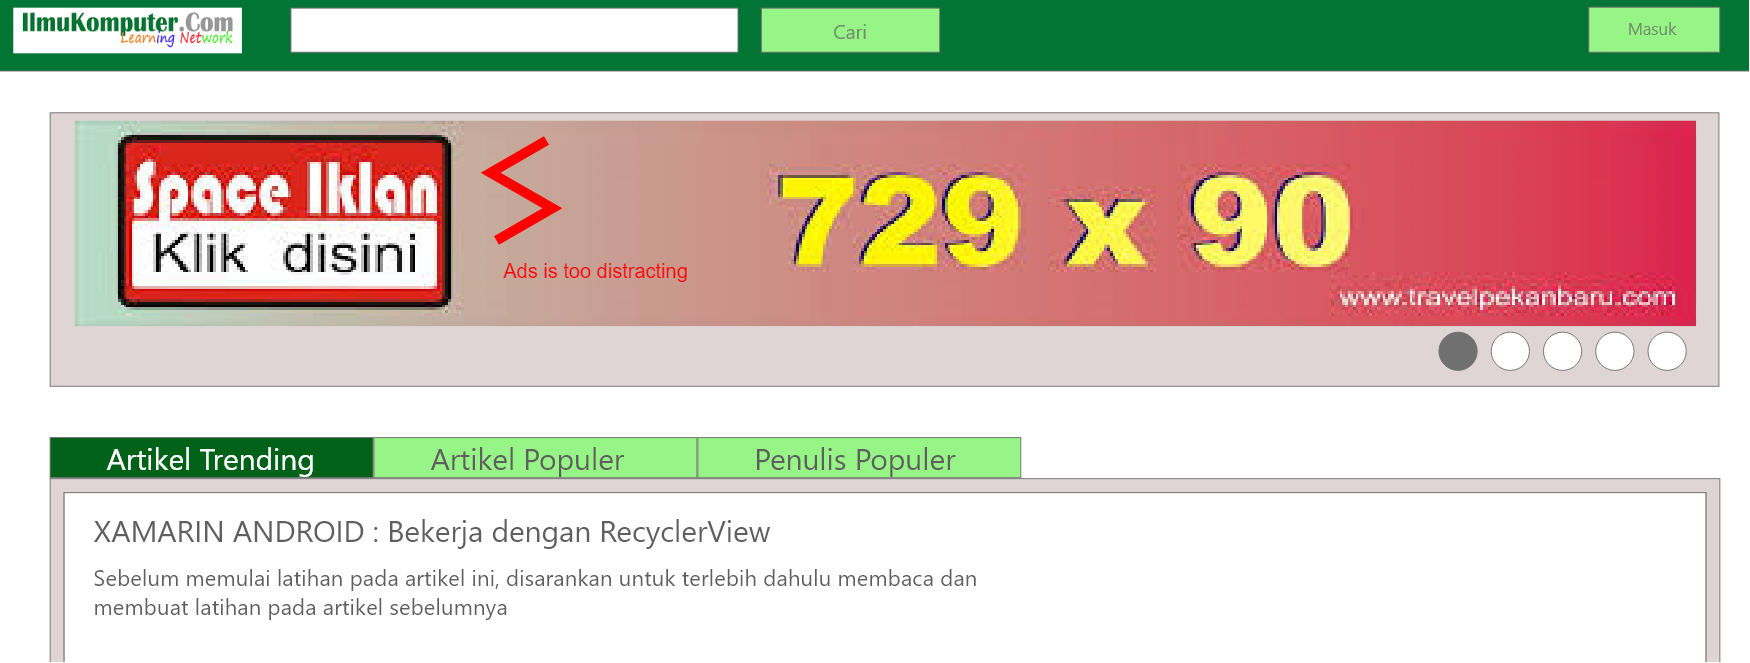 IlmuKomputer.Com
Learning Network
Cari
Masuk
Space Iklan
Klik disini
729 x 90
Ads is too distracting
www.travelpekanbaru.com
Artikel Trending
Artikel Populer
Penulis Populer
XAMARIN ANDROID : Bekerja dengan RecyclerView
Sebelum memulai latihan pada artikel ini, disarankan untuk terlebih dahulu membaca dan
membuat latihan pada artikel sebelumnya